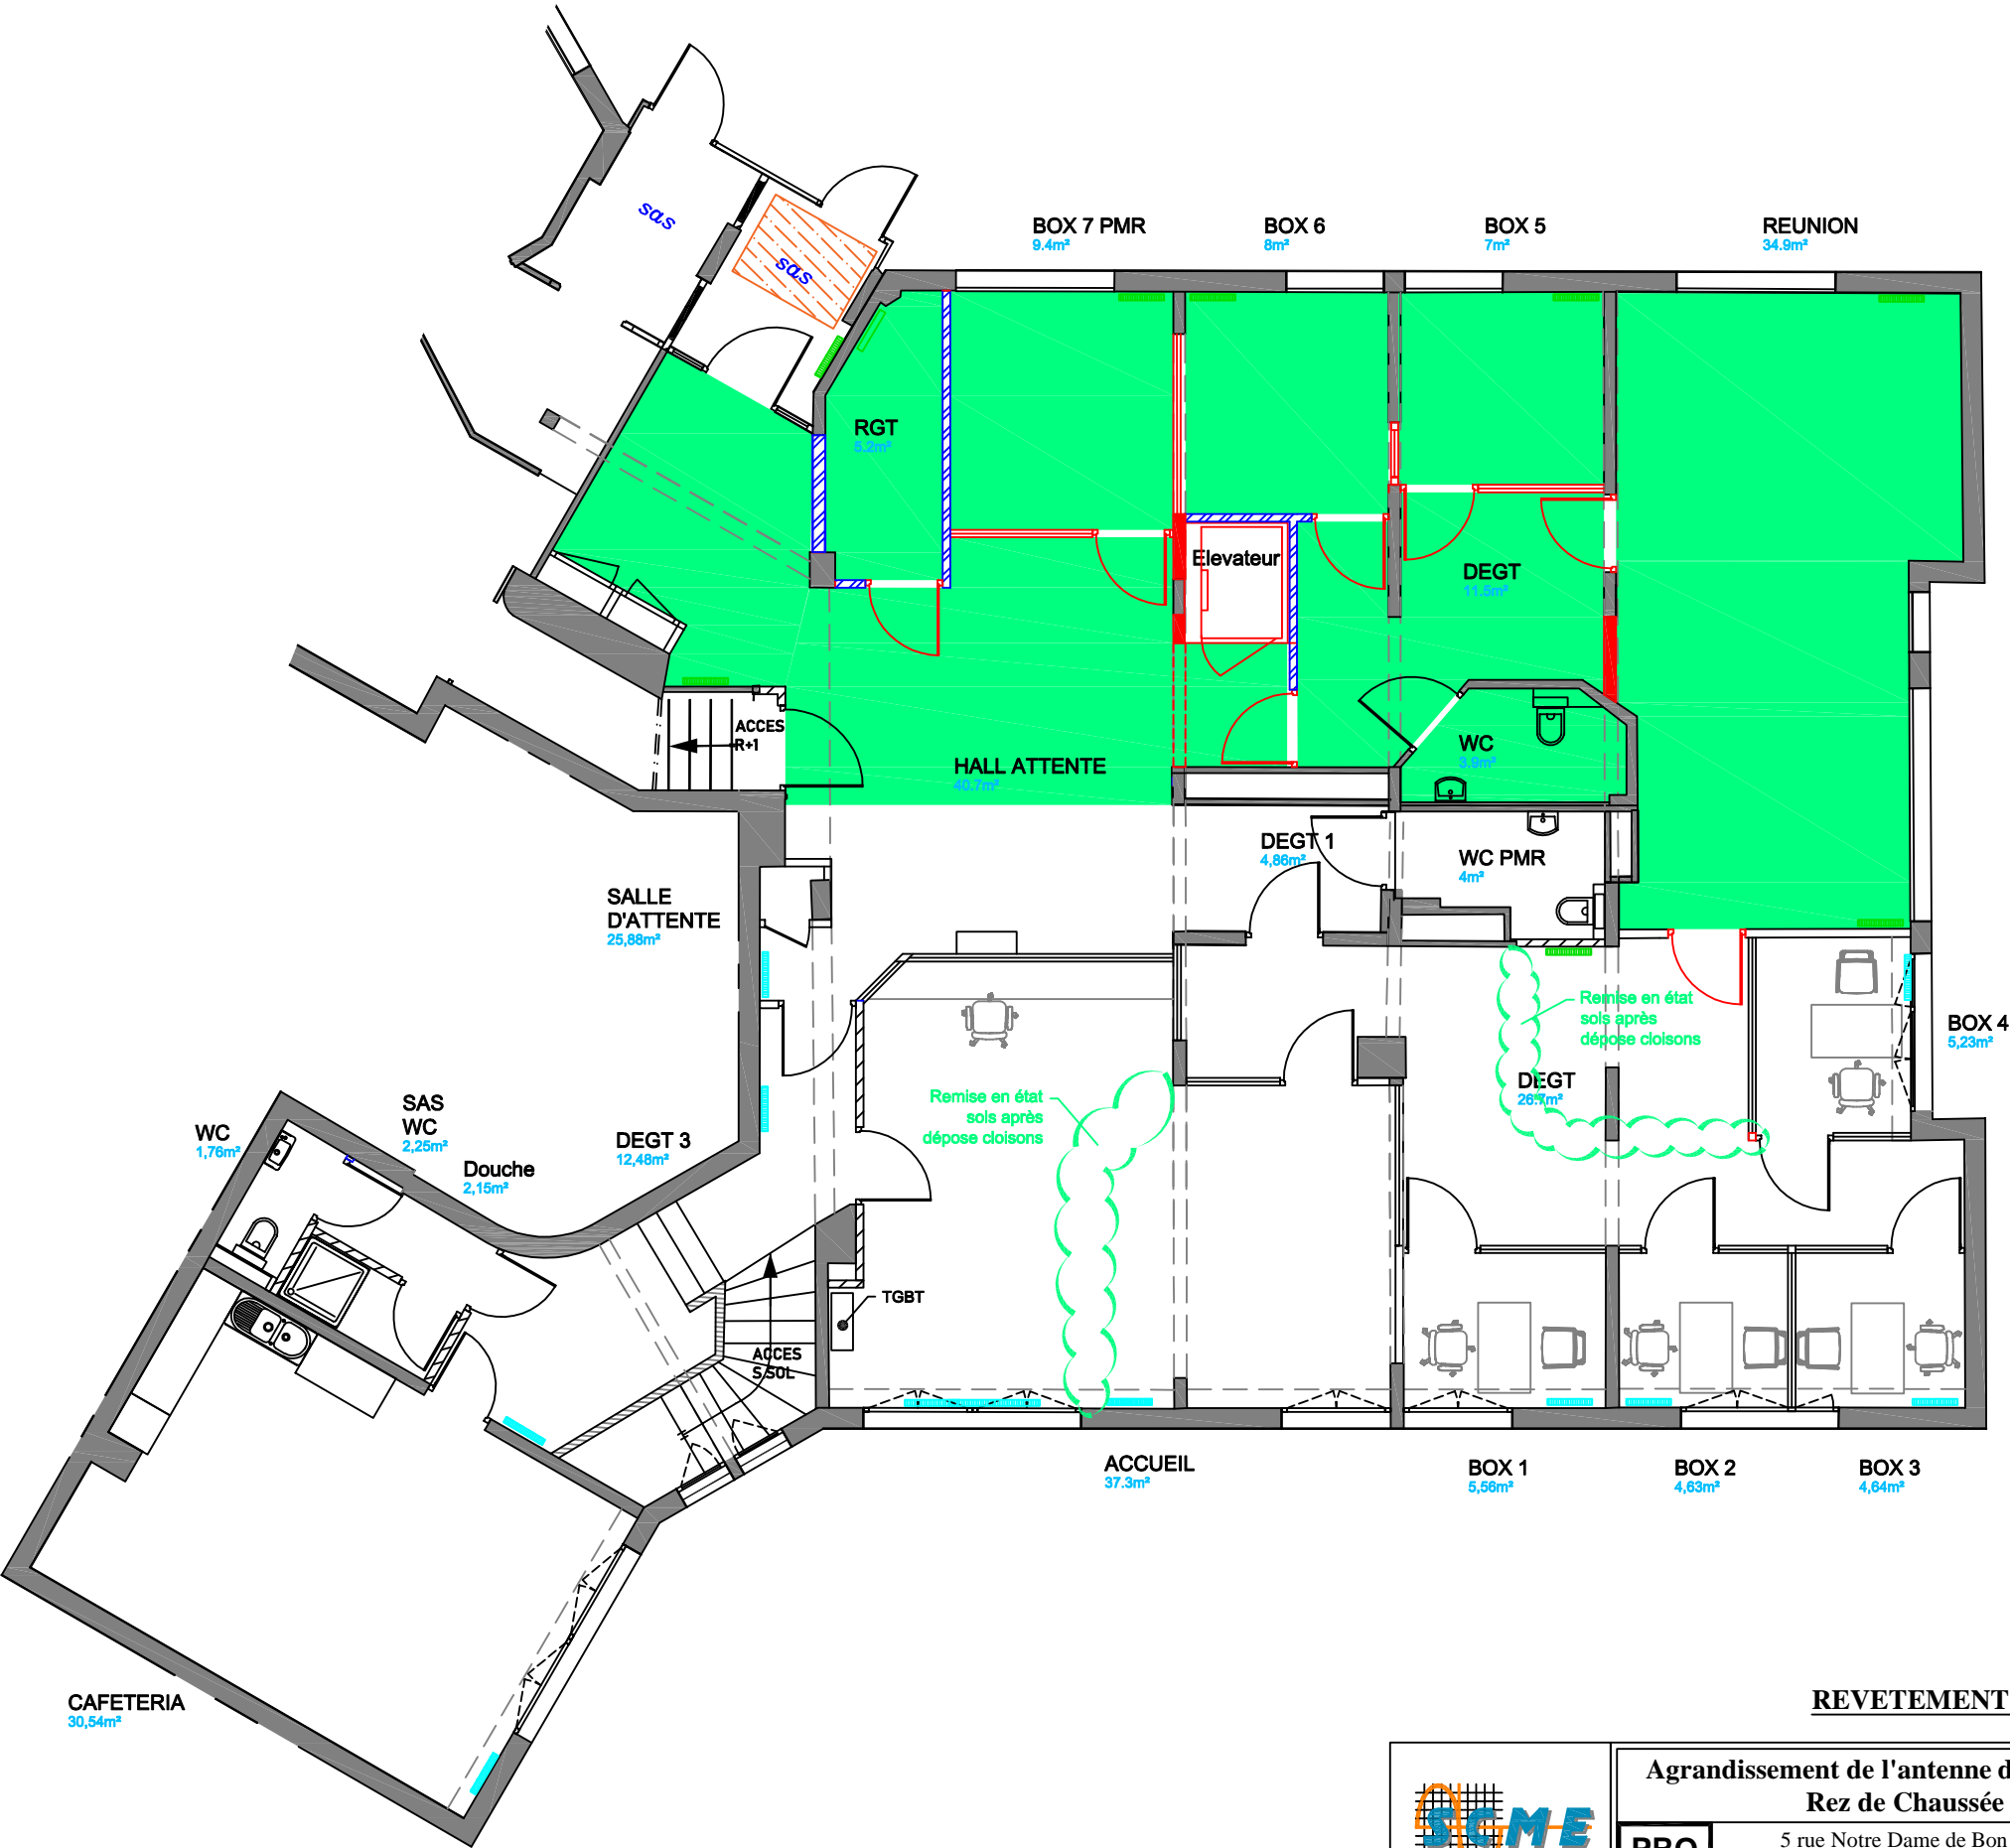 sas
sas
BOX 7 PMR
9.4m²
BOX 6
8m²
BOX 5
7m²
REUNION
34.9m²
RGT
5.2m²
Elevateur
DEGT
11.5m²
ACCES
R+1
HALL ATTENTE
40.7m²
WC
3.9m²
DEGT 1
4,86m²
WC PMR
4m²
SALLE
D'ATTENTE
25,88m²
Remise en état
sols après
dépose cloisons
BOX 4
5,23m²
DEGT
26.7m²
Remise en état
sols après
dépose cloisons
SAS
WC
2,25m²
WC
1,76m²
DEGT 3
12,48m²
Douche
2,15m²
TGBT
ACCES
S.SOL
ACCUEIL
37.3m²
BOX 1
5,56m²
BOX 2
4,63m²
BOX 3
4,64m²
CAFETERIA
30,54m²
REVETEMENT
Agrandissement de l'antenne d
Rez de Chaussée
SCME
PRO
5 rue Notre Dame de Bon